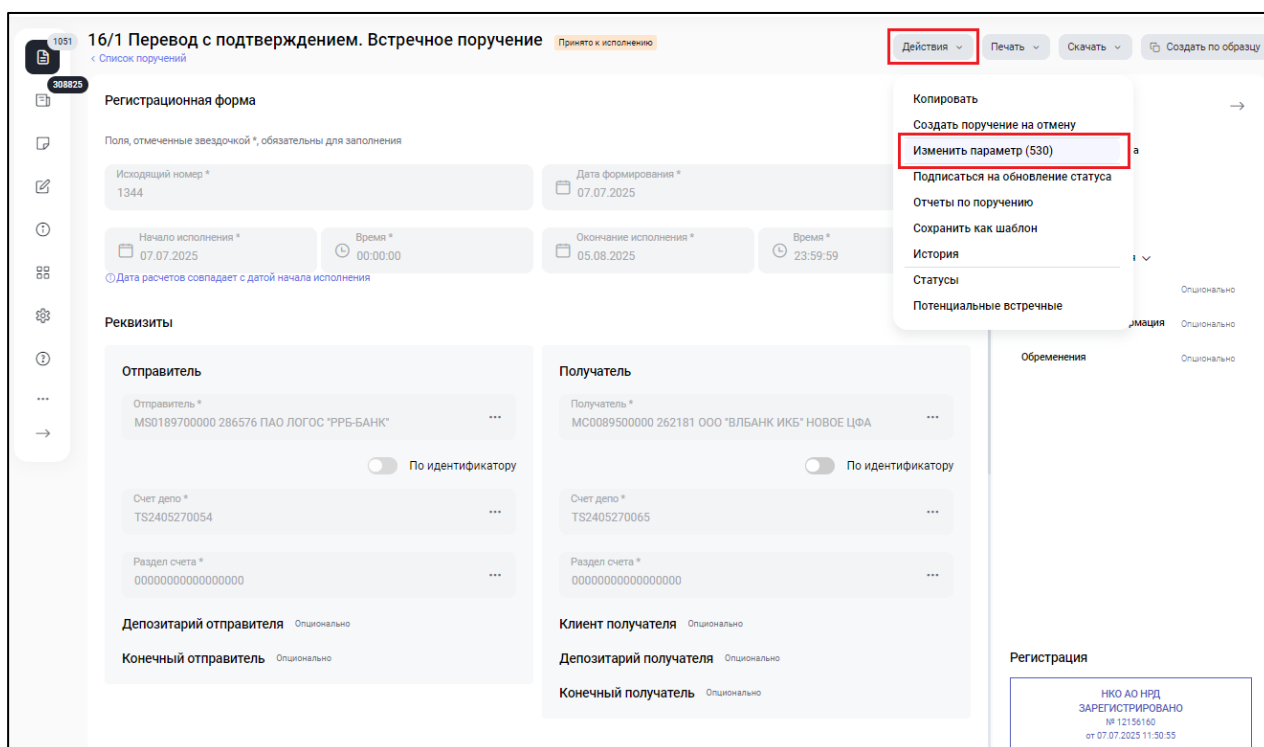 1051
16/1 Перевод с подтверждением. Встречное поручение Принято к исполнению
Действия Печать Скачать Создать по образцу
< Список поручений
308825
Регистрационная форма
Поля, отмеченные звездочкой *, обязательны для заполнения
Исходящий номер *
1344
Дата формирования *
07.07.2025
Начало исполнения *
07.07.2025
Время *
00:00:00
Окончание исполнения *
05.08.2025
Время *
23:59:59
Дата расчетов совпадает с датой начала исполнения
Копировать
Создать поручение на отмену
Изменить параметр (530)
Подписаться на обновление статуса
Отчеты по поручению
Сохранить как шаблон
История
Статусы
Потенциальные встречные
а
я
Опционально
рмация Опционально
Обременения Опционально
Реквизиты
Отправитель
Отправитель *
MS0189700000 286576 ПАО ЛОГОС "РРБ-БАНК"
...
По идентификатору
Счет депо *
TS2405270054
...
Раздел счета *
00000000000000000
...
Депозитарий отправителя Опционально
Конечный отправитель Опционально
Получатель
Получатель *
MC0089500000 262181 ООО "ВЛБАНК ИКБ" НОВОЕ ЦФА
...
По идентификатору
Счет депо *
TS2405270065
...
Раздел счета *
00000000000000000
...
Клиент получателя Опционально
Депозитарий получателя Опционально
Конечный получатель Опционально
Регистрация
НКО АО НРД
ЗАРЕГИСТРИРОВАНО
№ 12156160
от 07.07.2025 11:50:55